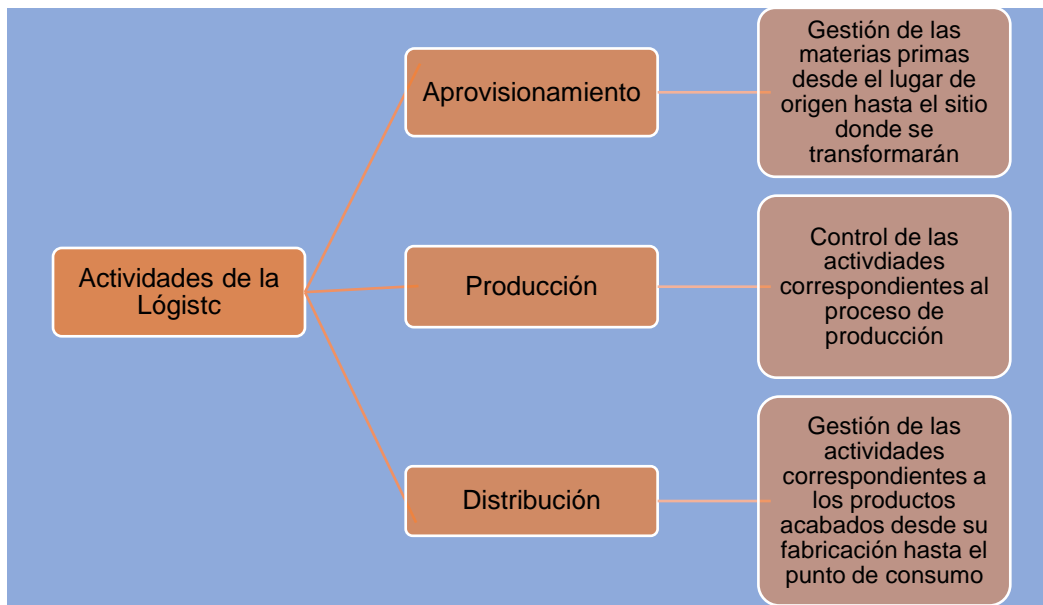 Gestión de las
materias primas
desde el lugar de
origen hasta el sitio
donde se
transformarán
Aprovisionamiento
Control de las
activdiades
correspondientes al
proceso de
producción
Actividades de la
Lógistc
Producción
Gestión de las
actividades
correspondientes a
los productos
acabados desde su
fabricación hasta el
punto de consumo
Distribución